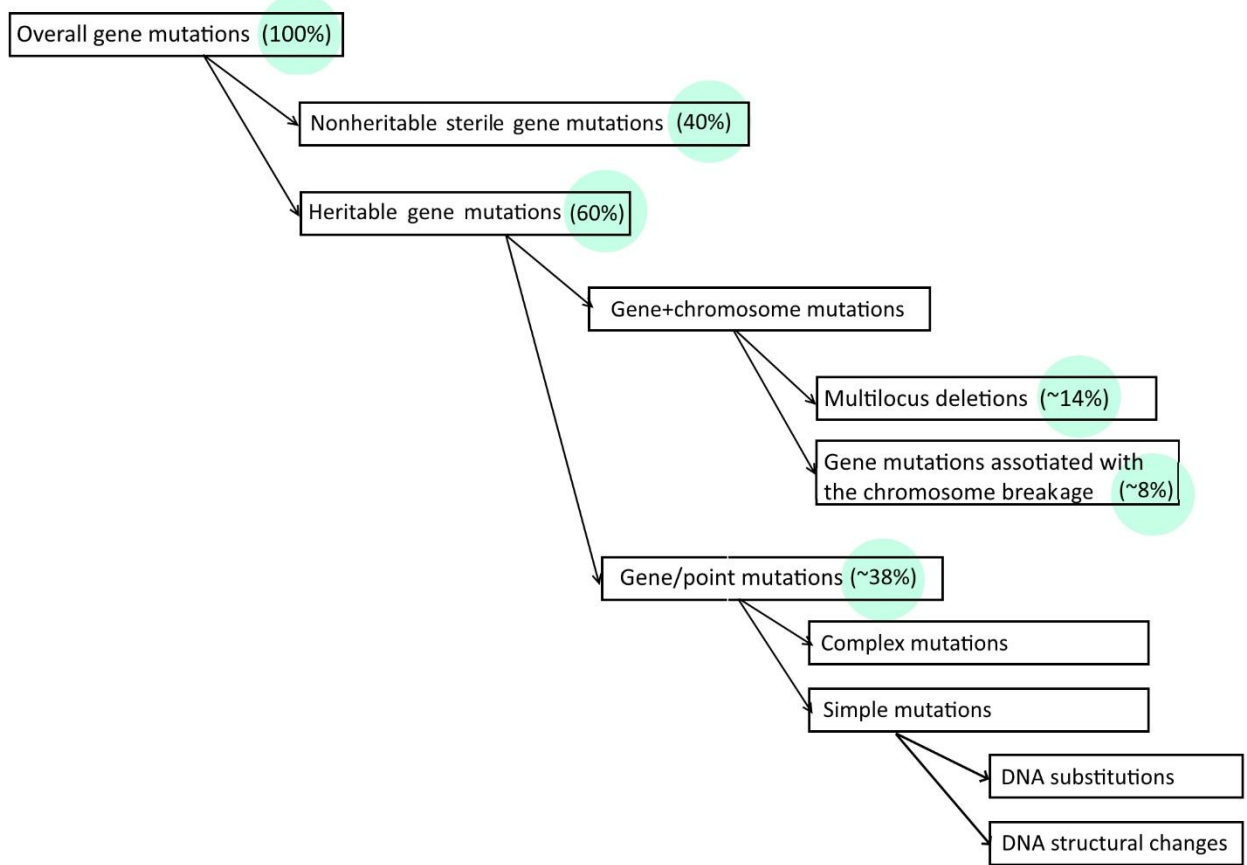 Overall gene mutations (100%)
Nonheritable sterile gene mutations (40%)
Heritable gene mutations (60%)
Gene+chromosome mutations
Multilocus deletions (~14%)
Gene mutations assotiated with
the chromosome breakage (~8%)
Gene/point mutations (~38%)
Complex mutations
Simple mutations
DNA substitutions
DNA structural changes